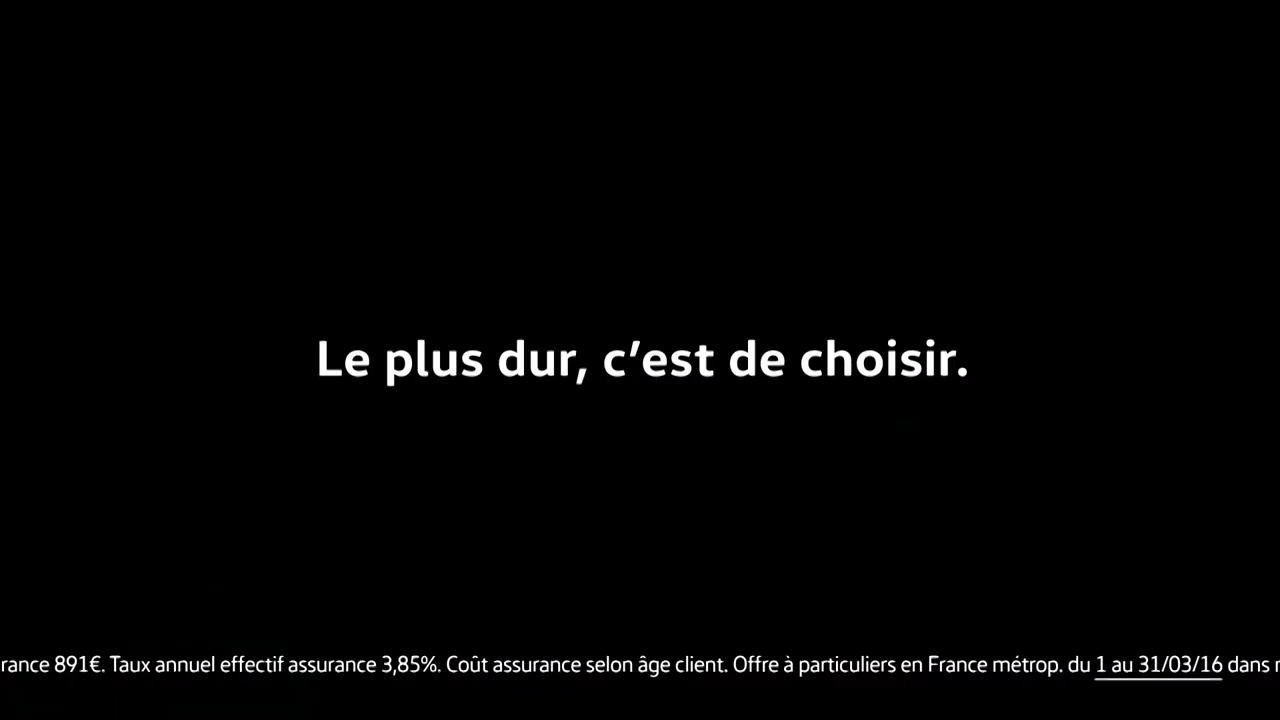 Le plus dur, c’est de choisir.
rance 891€. Taux annuel effectif assurance 3,85%. Coût assurance selon âge client. Offre à particuliers en France métrop. du 1 au 31/03/16 dans